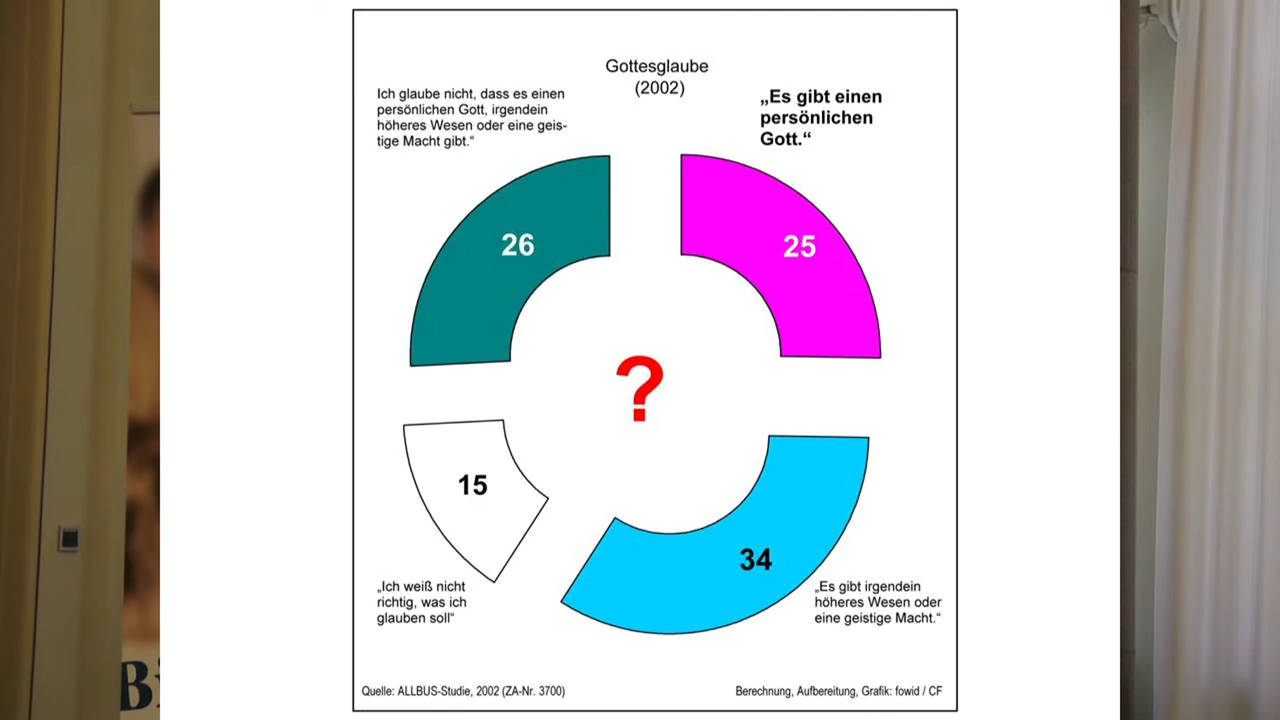 Gottesglaube
(2002)
Ich glaube nicht, dass es einen
persönlichen Gott, irgendein
höheres Wesen oder eine geis-
tige Macht gibt.“
„Es gibt einen
persönlichen
Gott.“
26
25
?
15
34
„Ich weiß nicht
richtig, was ich
glauben soll“
„Es gibt irgendein
höheres Wesen oder
eine geistige Macht.“
Quelle: ALLBUS-Studie, 2002 (ZA-Nr. 3700)
Berechnung, Aufbereitung, Grafik: fowid / CF